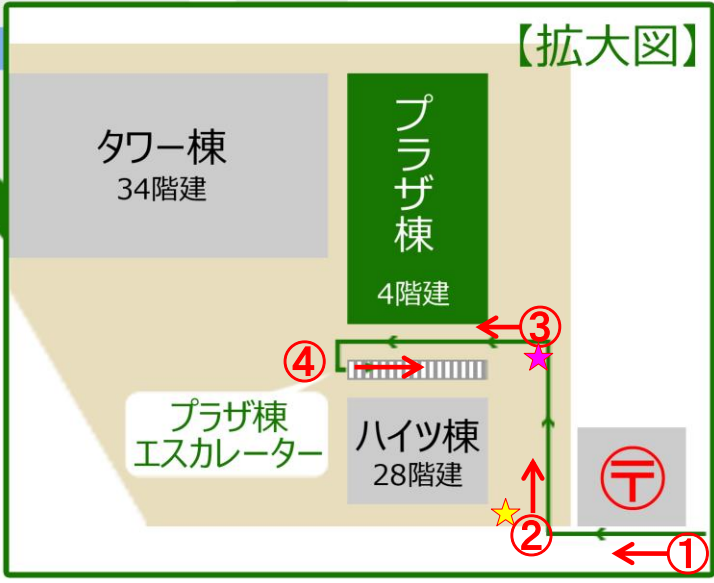 【拡大図】
タワー棟
34階建
プラザ棟
4階建
③
④
プラザ棟
エスカレーター
ハイツ棟
28階建
〒
②
①